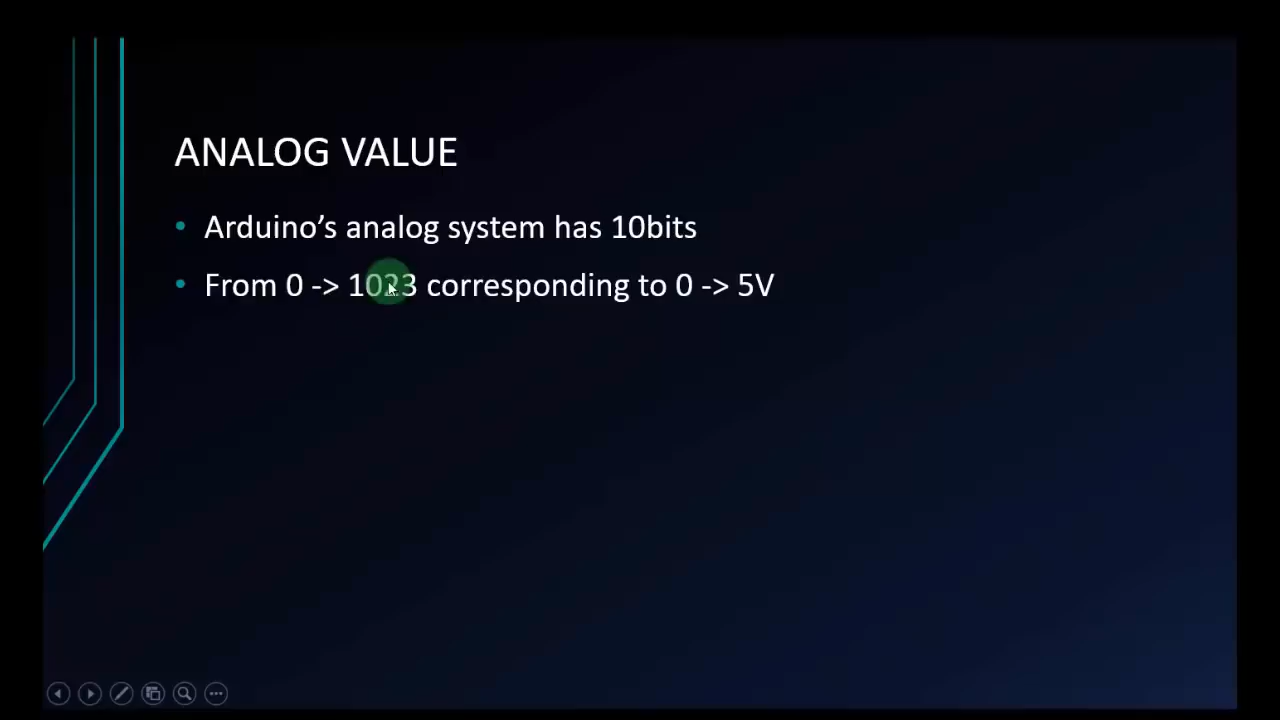 ANALOG VALUE
• Arduino’s analog system has 10bits
• From 0 -> 1023 corresponding to 0 -> 5V